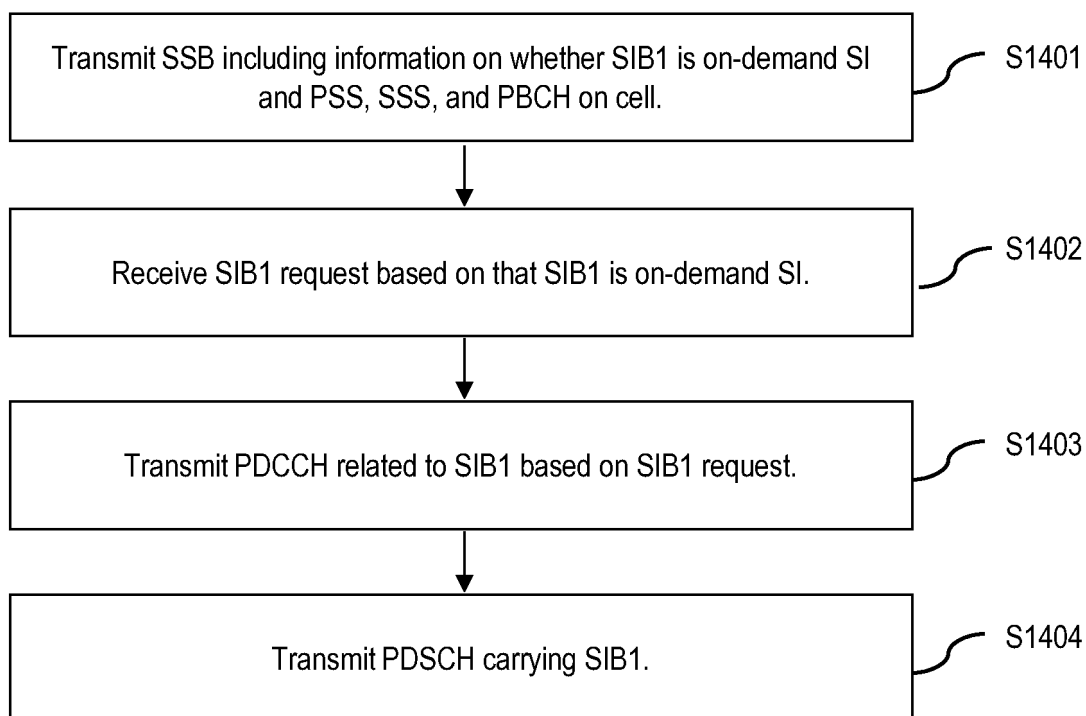 Transmit SSB including information on whether SIB1 is on-demand SI
and PSS, SSS, and PBCH on cell.
S1401
Receive SIB1 request based on that SIB1 is on-demand SI.
S1402
Transmit PDCCH related to SIB1 based on SIB1 request.
S1403
Transmit PDSCH carrying SIB1.
S1404